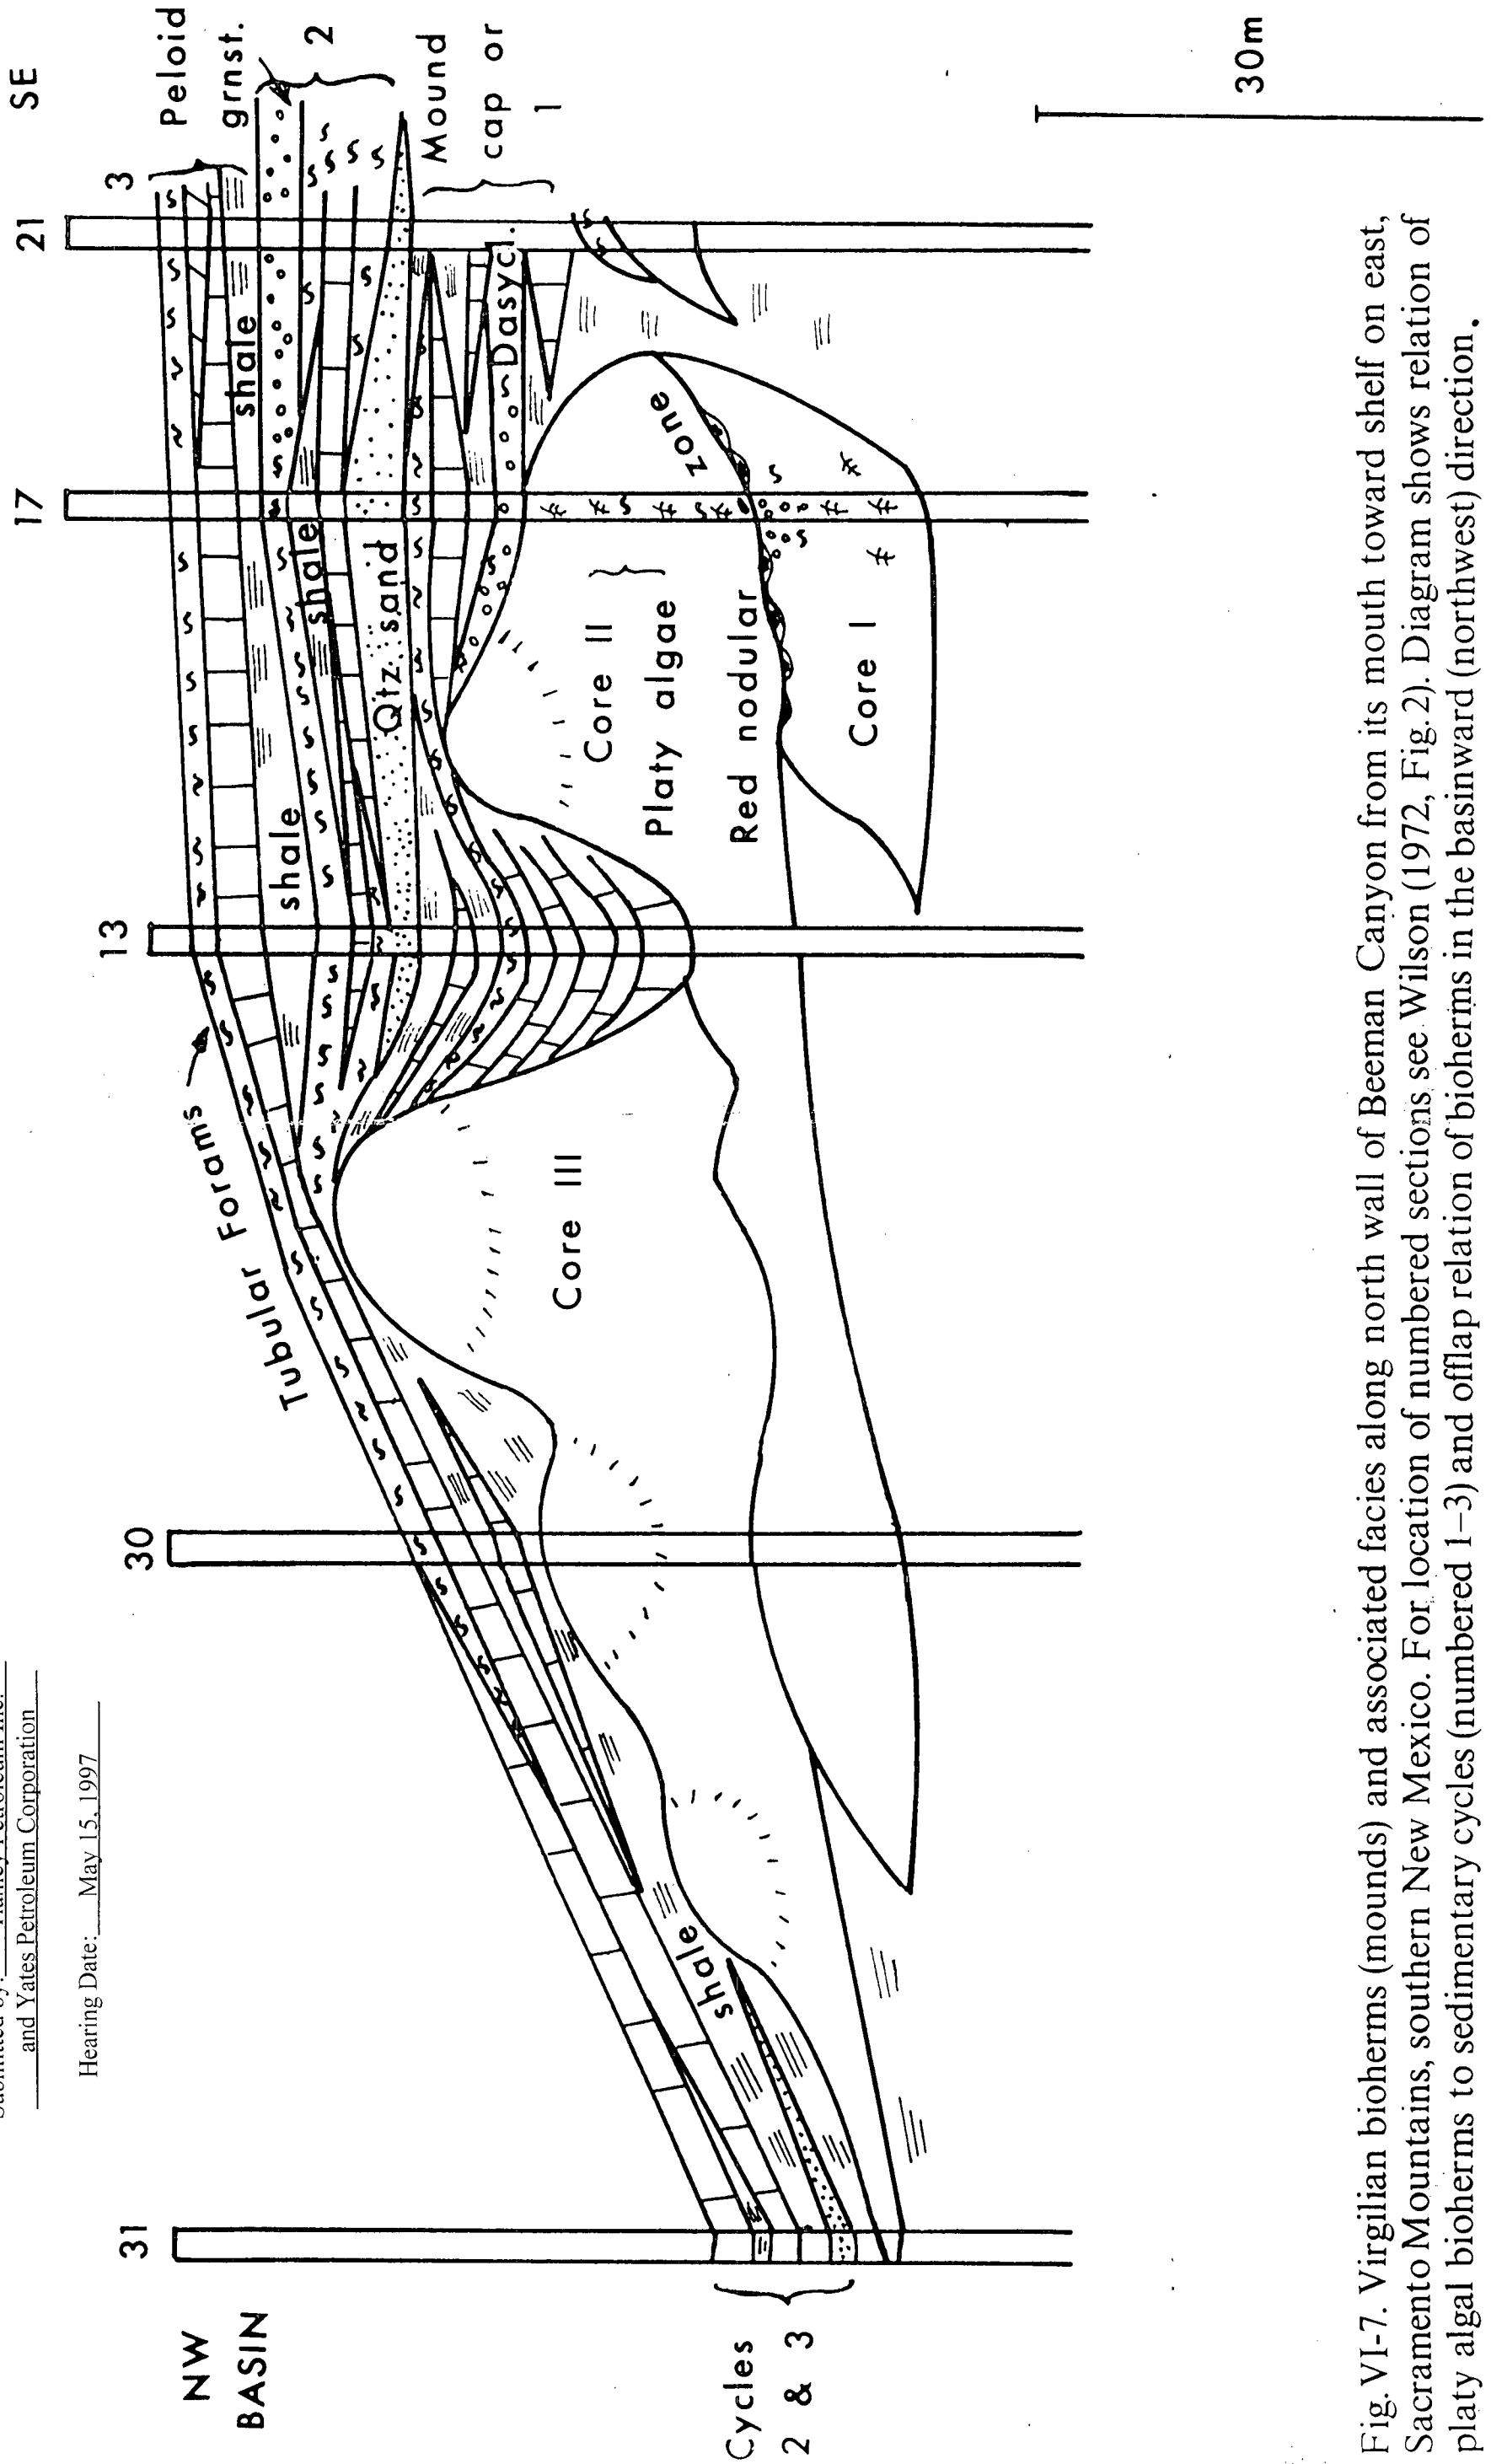 and Yates Petroleum Corporation
Hearing Date: May 15, 1997
NW
BASIN
SE
31
30
13
17
21
3
Peloid
grnst.
2
Mound
cap or
1
Tubular Forams
shale
shale
shale
shale
Qtz sand
Dasycl.
Core III
Core II
Platy algae
Red nodular
zone
Core I
Cycles
2 & 3
30m
Fig. VI-7. Virgilian bioherms (mounds) and associated facies along north wall of Beeman Canyon from its mouth toward shelf on east,
Sacramento Mountains, southern New Mexico. For location of numbered sections see Wilson (1972, Fig. 2). Diagram shows relation of
platy algal bioherms to sedimentary cycles (numbered 1–3) and offlap relation of bioherms in the basinward (northwest) direction.